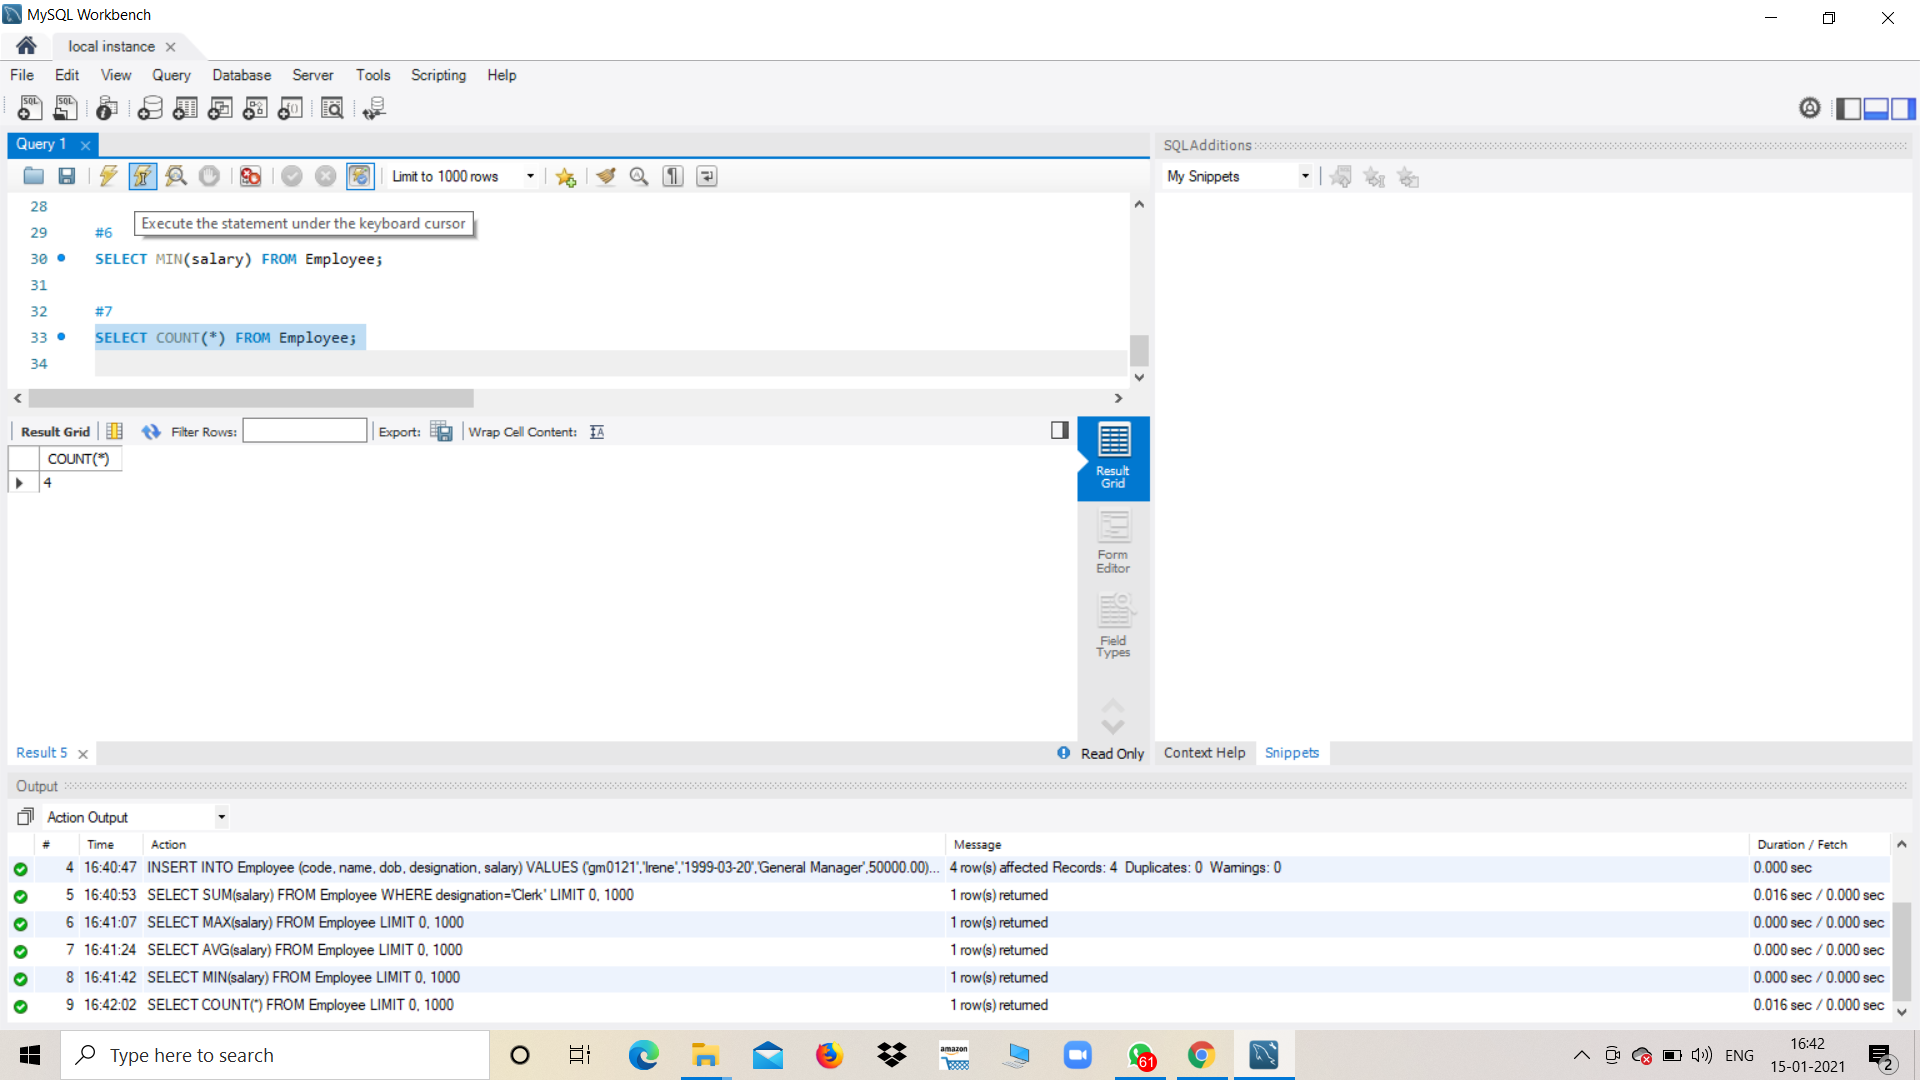 MySQL Workbench
local instance
File Edit View Query Database Server Tools Scripting Help
Query 1
SQLAdditions
Limit to 1000 rows
My Snippets
28
Execute the statement under the keyboard cursor
29 #6
30 SELECT MIN(salary) FROM Employee;
31
32 #7
33 SELECT COUNT(*) FROM Employee;
34
Result Grid Filter Rows: Export: Wrap Cell Content:
COUNT(*)
4
Result
Grid
Form
Editor
Field
Types
Result 5
Read Only
Context Help Snippets
Output
Action Output
# Time Action Message Duration / Fetch
4 16:40:47 INSERT INTO Employee (code, name, dob, designation, salary) VALUES ('gm0121','Irene','1999-03-20','General Manager',50000.00)... 4 row(s) affected Records: 4 Duplicates: 0 Warnings: 0 0.000 sec
5 16:40:53 SELECT SUM(salary) FROM Employee WHERE designation='Clerk' LIMIT 0, 1000 1 row(s) returned 0.016 sec / 0.000 sec
6 16:41:07 SELECT MAX(salary) FROM Employee LIMIT 0, 1000 1 row(s) returned 0.000 sec / 0.000 sec
7 16:41:24 SELECT AVG(salary) FROM Employee LIMIT 0, 1000 1 row(s) returned 0.000 sec / 0.000 sec
8 16:41:42 SELECT MIN(salary) FROM Employee LIMIT 0, 1000 1 row(s) returned 0.000 sec / 0.000 sec
9 16:42:02 SELECT COUNT(*) FROM Employee LIMIT 0, 1000 1 row(s) returned 0.016 sec / 0.000 sec
Type here to search
amazon
61
ENG
16:42
15-01-2021
2